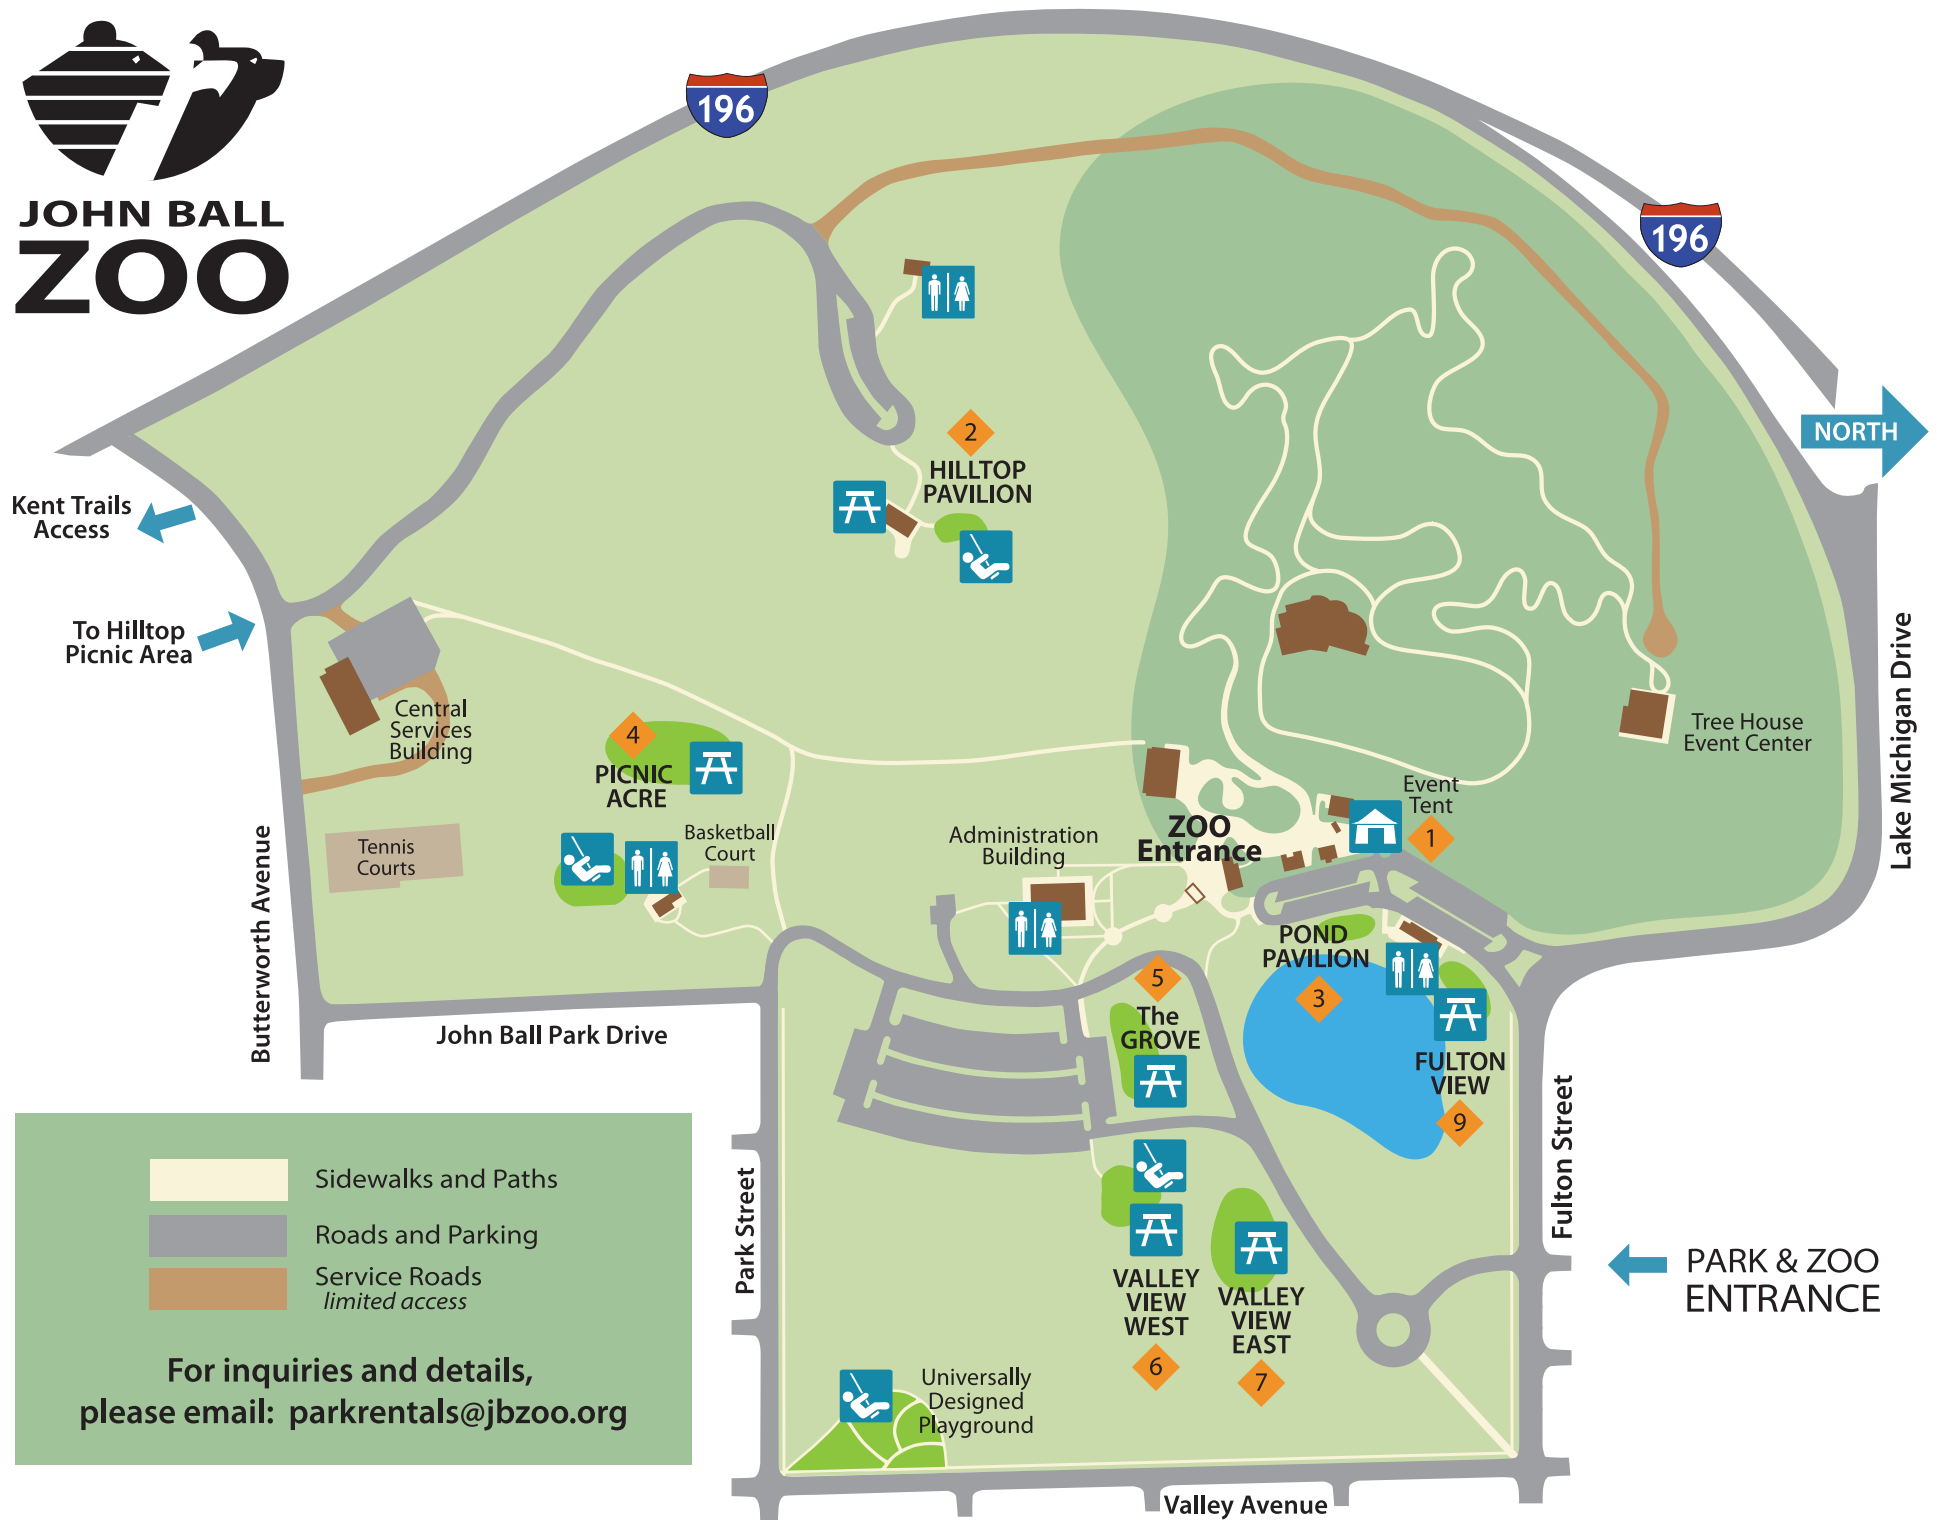 JOHN BALL
ZOO
196
196
NORTH
Kent Trails
Access
To Hilltop
Picnic Area
2
HILLTOP
PAVILION
Central
Services
Building
4
PICNIC
ACRE
Tennis
Courts
Basketball
Court
Administration
Building
ZOO
Entrance
Event
Tent
1
Tree House
Event Center
Lake Michigan Drive
Butterworth Avenue
John Ball Park Drive
POND
PAVILION
3
5
The
GROVE
FULTON
VIEW
9
Fulton Street
Park Street
VALLEY
VIEW
WEST
6
VALLEY
VIEW
EAST
7
PARK & ZOO
ENTRANCE
Universally
Designed
Playground
Valley Avenue
Sidewalks and Paths
Roads and Parking
Service Roads
limited access
For inquiries and details,
please email: parkrentals@jbzoo.org